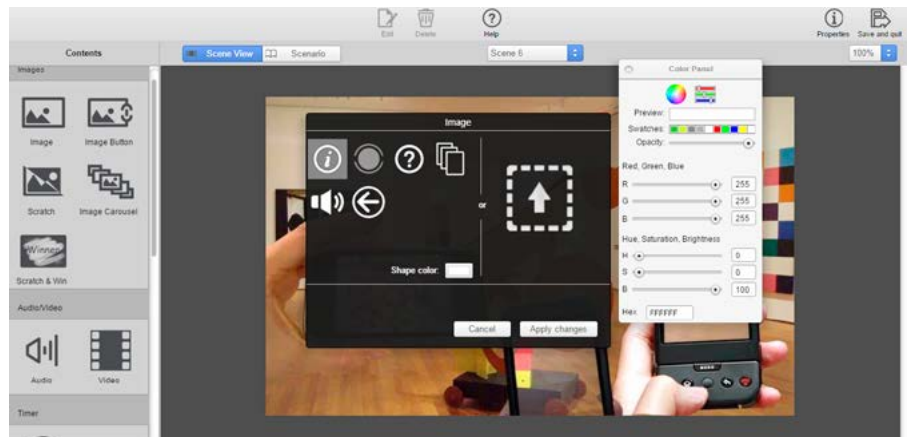 Edit Delete Help Properties Save and quit
Contents Scene View Scenario Scene 6 100%
Images
Image Image Button
Scratch Image Carousel
Winner
Scratch & Win
Audio/Video
Audio Video
Timer
Image
or
Shape color:
Cancel Apply changes
Color Panel
Preview:
Swatches:
Opacity:
Red, Green, Blue
R 255
G 255
B 255
Hue, Saturation, Brightness
H 0
S 0
B 100
Hex: FFFFFF